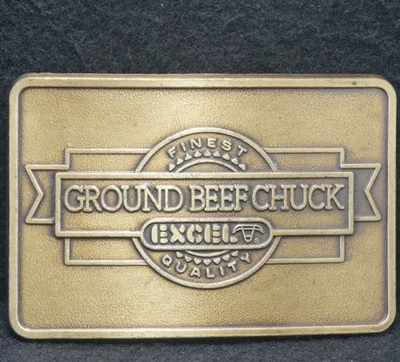 FINEST
GROUND BEEF CHUCK
EXCEL®
QUALITY